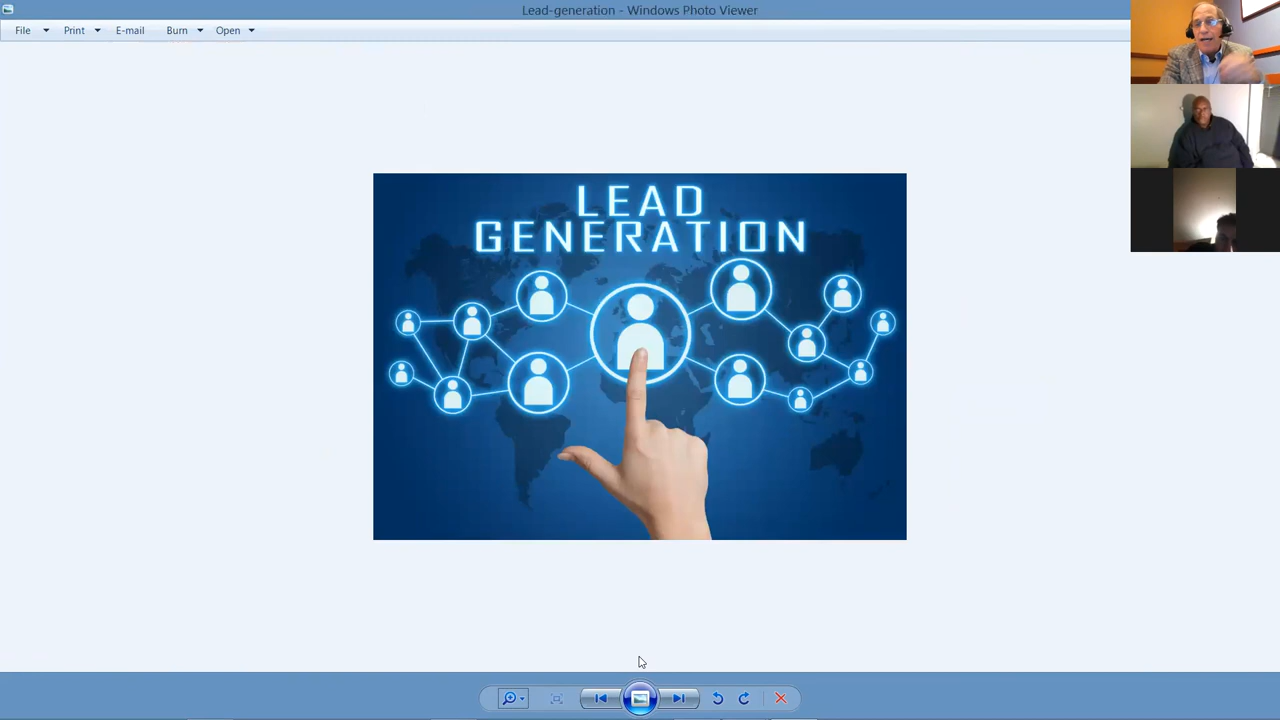 Lead-generation - Windows Photo Viewer
File Print E-mail Burn Open
LEAD
GENERATION